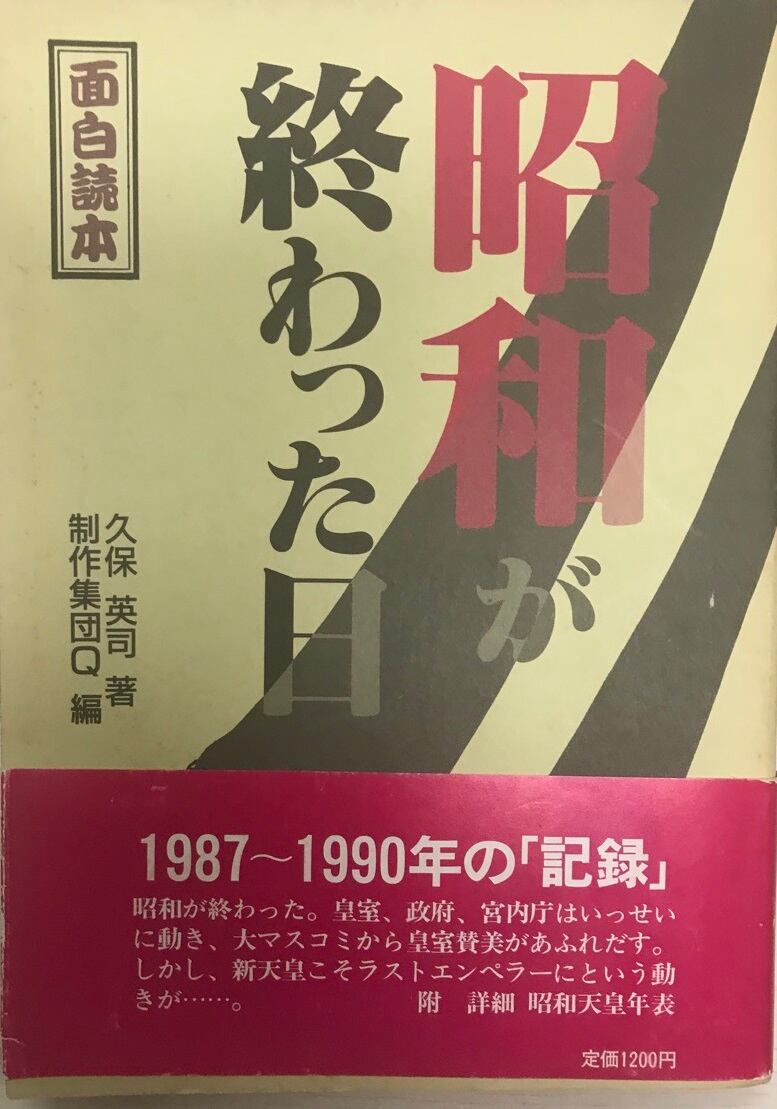 昭和が
終わった日
面白読本
久保 英司 著
制作集団Q 編
1987〜1990年の「記録」
昭和が終わった。皇室、政府、宮内庁はいっせい
に動き、大マスコミから皇室賛美があふれだす。
しかし、新天皇こそラストエンペラーにという動
きが……。 附 詳細 昭和天皇年表
定価1200円